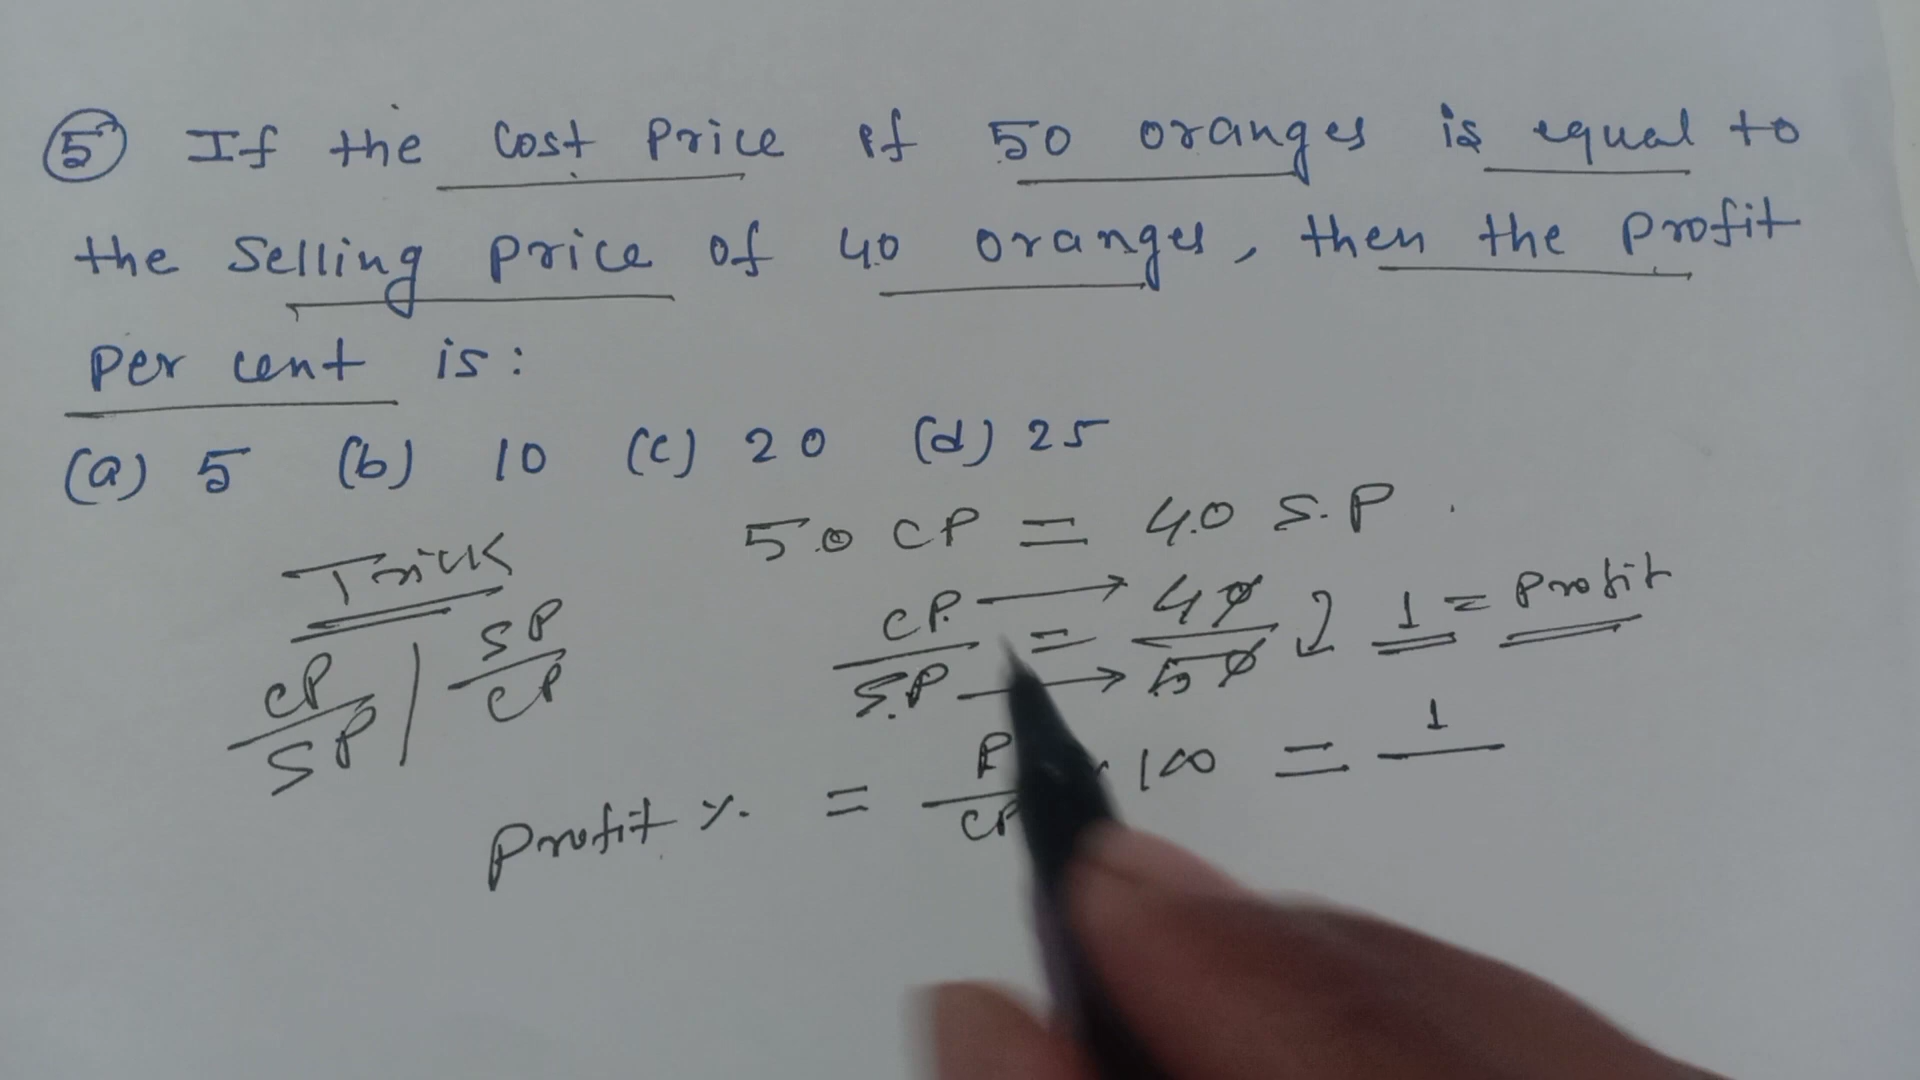 5 If the cost Price of 50 oranges is equal to
the selling price of 40 oranges, then the profit
per cent is:
(a) 5 (b) 10 (c) 20 (d) 25
Trick
CP/SP / SP/CP
50 CP = 40 S.P.
CP/S.P = 40/50 1 = Profit
Profit % = P/CP 100 = 1